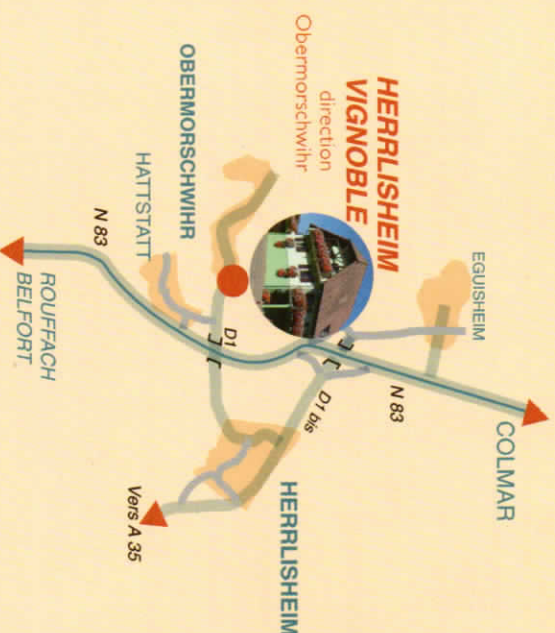 HERRLISHEIM
VIGNOBLE
direction
Obermorschwihr
COLMAR
EGUISHEIM
N 83
D1 bis
HERRLISHEIM
D1
OBERMORSCHWIHR
HATTSTATT
N 83
Vers A 35
ROUFFACH
BELFORT